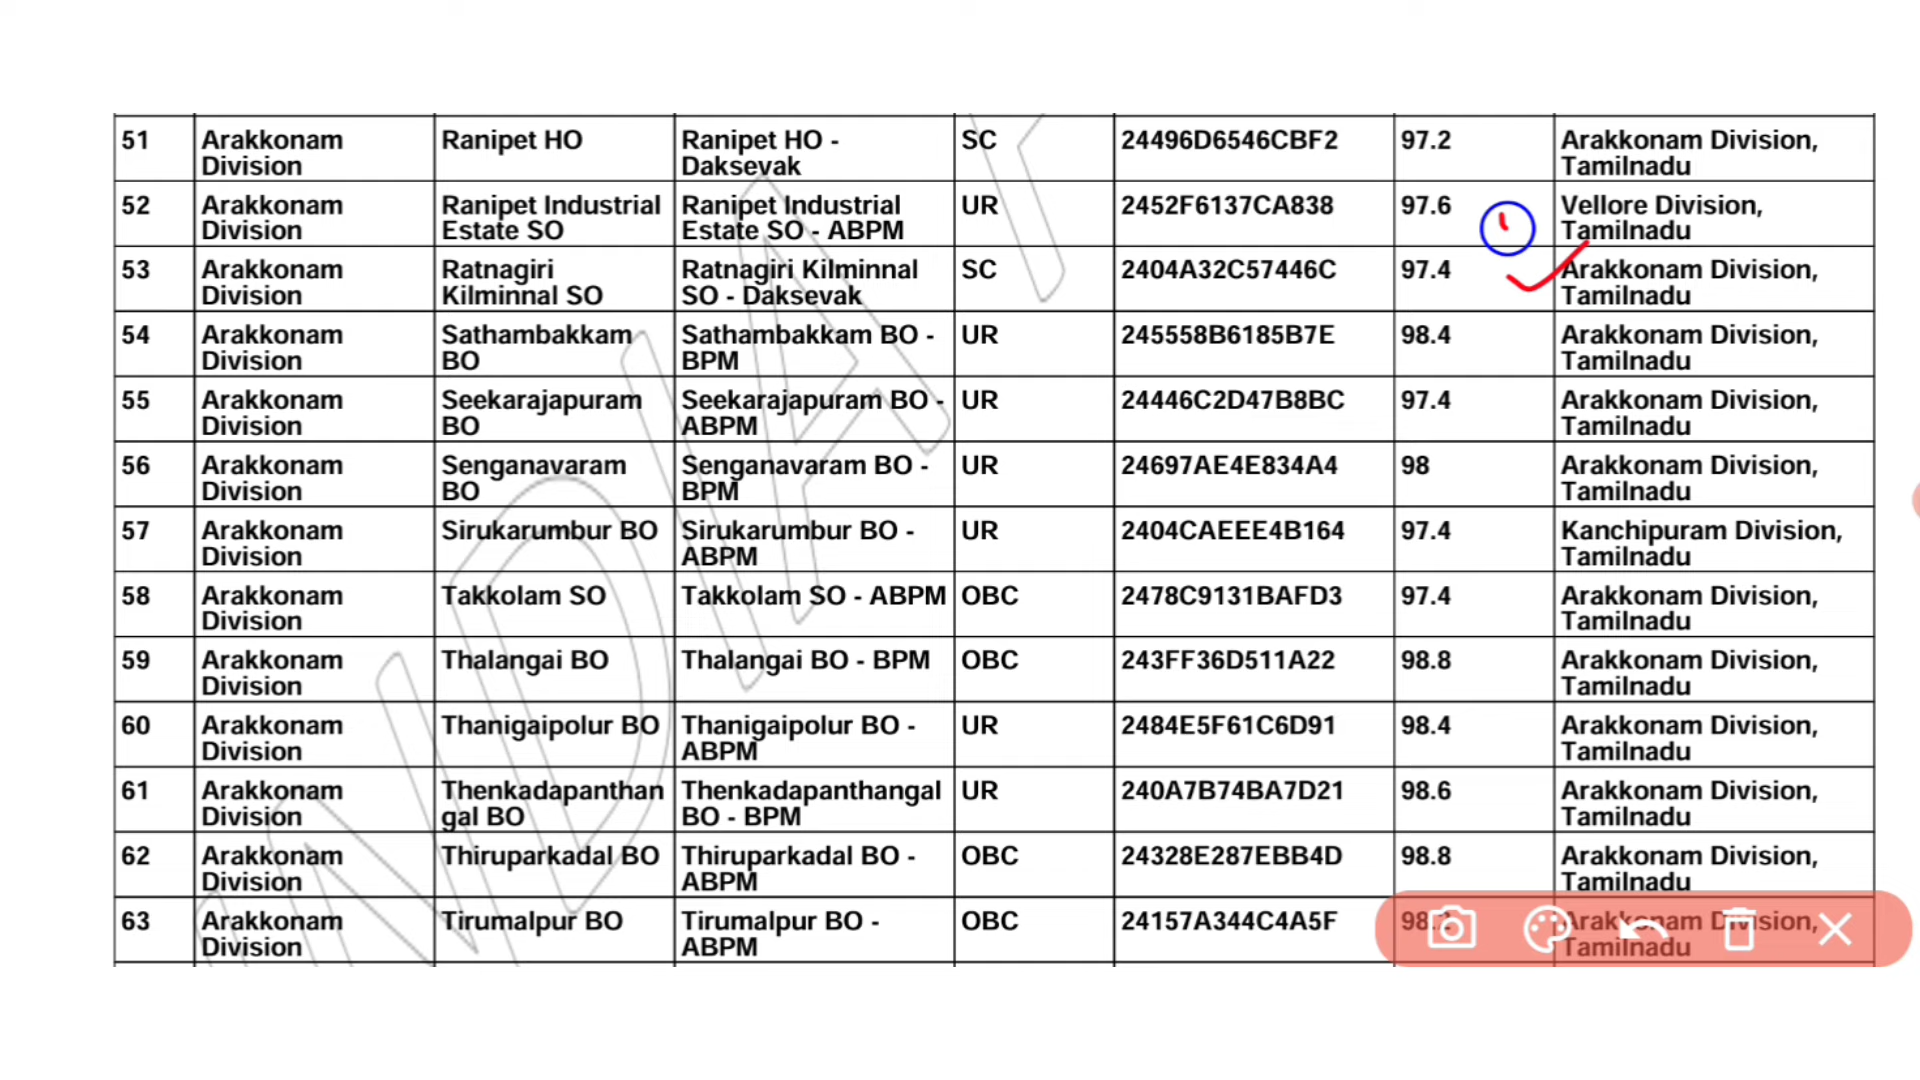 51 Arakkonam Division Ranipet HO Ranipet HO - Daksevak SC 24496D6546CBF2 97.2 Arakkonam Division, Tamilnadu
52 Arakkonam Division Ranipet Industrial Estate SO Ranipet Industrial Estate SO - ABPM UR 2452F6137CA838 97.6 Vellore Division, Tamilnadu
53 Arakkonam Division Ratnagiri Kilminnal SO Ratnagiri Kilminnal SO - Daksevak SC 2404A32C57446C 97.4 Arakkonam Division, Tamilnadu
54 Arakkonam Division Sathambakkam BO Sathambakkam BO - BPM UR 245558B6185B7E 98.4 Arakkonam Division, Tamilnadu
55 Arakkonam Division Seekarajapuram BO Seekarajapuram BO - ABPM UR 24446C2D47B8BC 97.4 Arakkonam Division, Tamilnadu
56 Arakkonam Division Senganavaram BO Senganavaram BO - BPM UR 24697AE4E834A4 98 Arakkonam Division, Tamilnadu
57 Arakkonam Division Sirukarumbur BO Sirukarumbur BO - ABPM UR 2404CAEEE4B164 97.4 Kanchipuram Division, Tamilnadu
58 Arakkonam Division Takkolam SO Takkolam SO - ABPM OBC 2478C9131BAFD3 97.4 Arakkonam Division, Tamilnadu
59 Arakkonam Division Thalangai BO Thalangai BO - BPM OBC 243FF36D511A22 98.8 Arakkonam Division, Tamilnadu
60 Arakkonam Division Thanigaipolur BO Thanigaipolur BO - ABPM UR 2484E5F61C6D91 98.4 Arakkonam Division, Tamilnadu
61 Arakkonam Division Thenkadapanthan gal BO Thenkadapanthangal BO - BPM UR 240A7B74BA7D21 98.6 Arakkonam Division, Tamilnadu
62 Arakkonam Division Thiruparkadal BO Thiruparkadal BO - ABPM OBC 24328E287EBB4D 98.8 Arakkonam Division, Tamilnadu
63 Arakkonam Division Tirumalpur BO Tirumalpur BO - ABPM OBC 24157A344C4A5F 98.2 Arakkonam Division, Tamilnadu